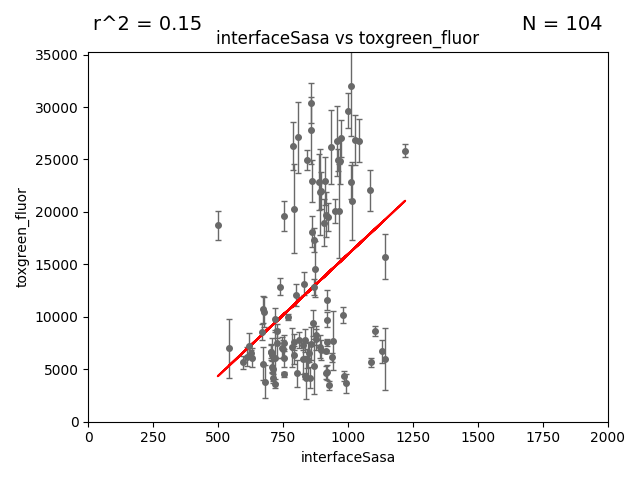 r^2 = 0.15
N = 104
interfaceSasa vs toxgreen_fluor
35000
30000
25000
20000
15000
10000
5000
0
toxgreen_fluor
0 250 500 750 1000 1250 1500 1750 2000
interfaceSasa